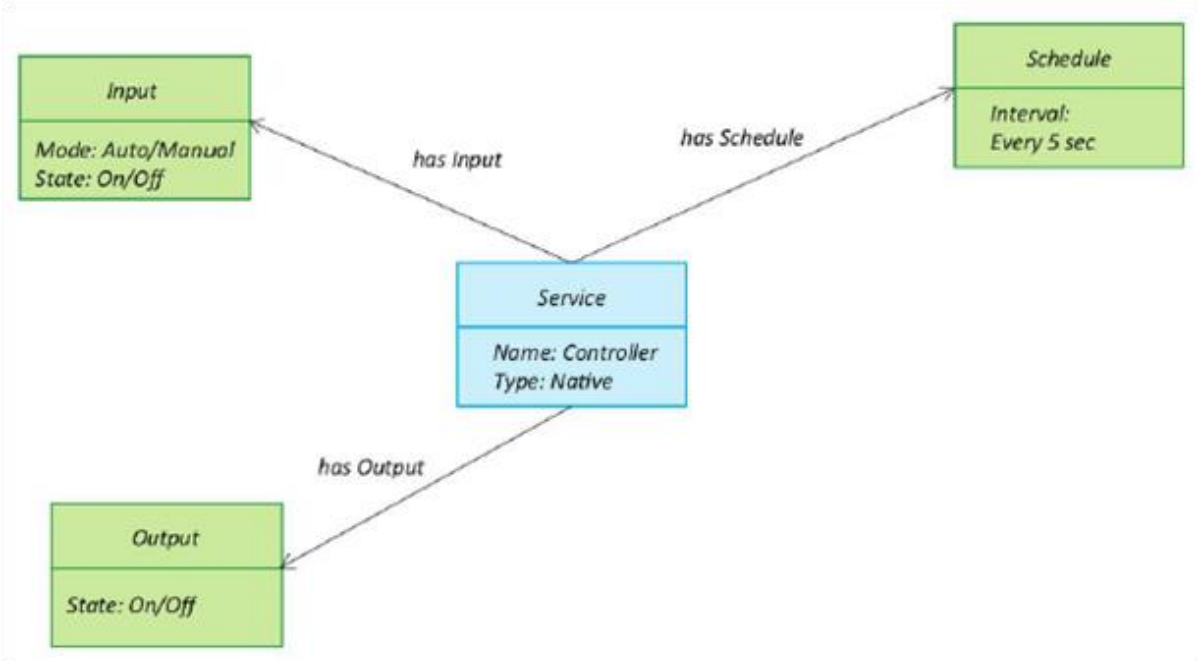 Input
Mode: Auto/Manual
State: On/Off
has Input
has Schedule
Schedule
Interval:
Every 5 sec
Service
Name: Controller
Type: Native
has Output
Output
State: On/Off